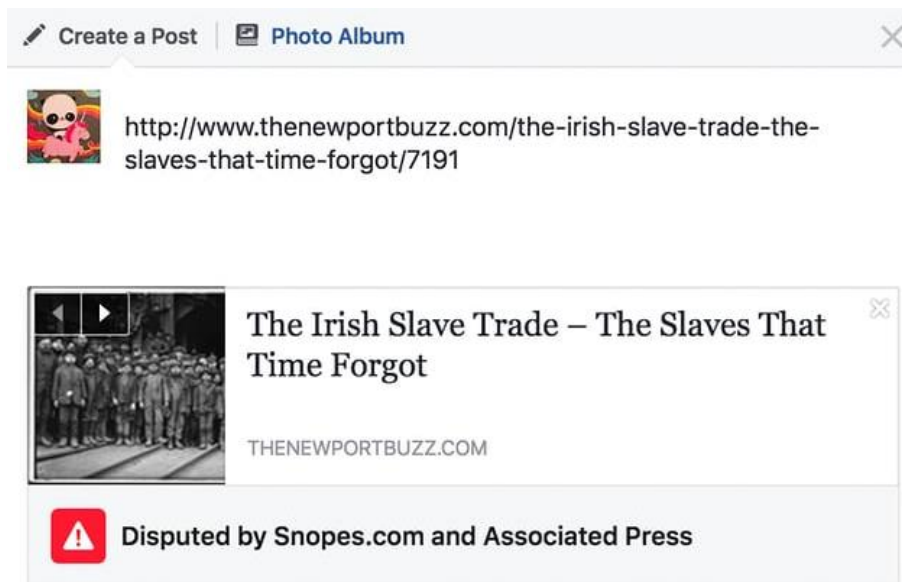 Create a Post Photo Album
http://www.thenewportbuzz.com/the-irish-slave-trade-the-
slaves-that-time-forgot/7191
The Irish Slave Trade – The Slaves That
Time Forgot
THENEWPORTBUZZ.COM
Disputed by Snopes.com and Associated Press